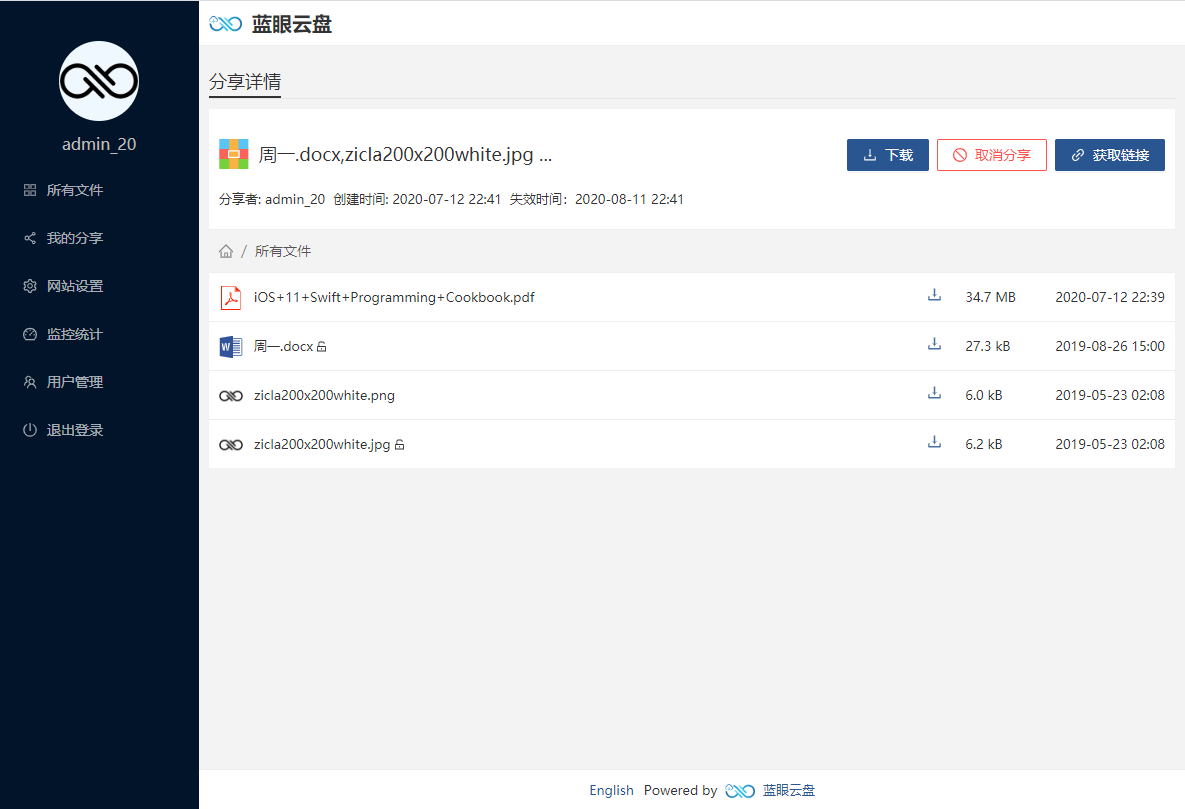 蓝眼云盘
admin_20
所有文件
我的分享
网站设置
监控统计
用户管理
退出登录
分享详情
周一.docx,zicla200x200white.jpg ...
下载 取消分享 获取链接
分享者: admin_20 创建时间: 2020-07-12 22:41 失效时间: 2020-08-11 22:41
/ 所有文件
iOS+11+Swift+Programming+Cookbook.pdf 34.7 MB 2020-07-12 22:39
周一.docx 27.3 kB 2019-08-26 15:00
zicla200x200white.png 6.0 kB 2019-05-23 02:08
zicla200x200white.jpg 6.2 kB 2019-05-23 02:08
English Powered by 蓝眼云盘